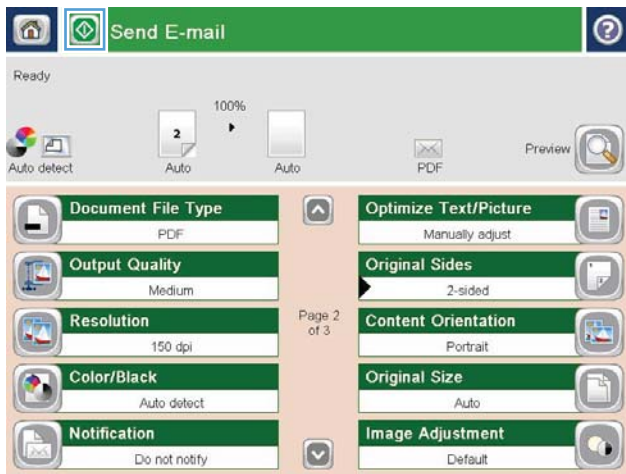 Send E-mail
?
Ready
100%
2
Auto detect
Auto
Auto
PDF
Preview
Document File Type
PDF
Output Quality
Medium
Resolution
150 dpi
Color/Black
Auto detect
Notification
Do not notify
Page 2
of 3
Optimize Text/Picture
Manually adjust
Original Sides
2-sided
Content Orientation
Portrait
Original Size
Auto
Image Adjustment
Default